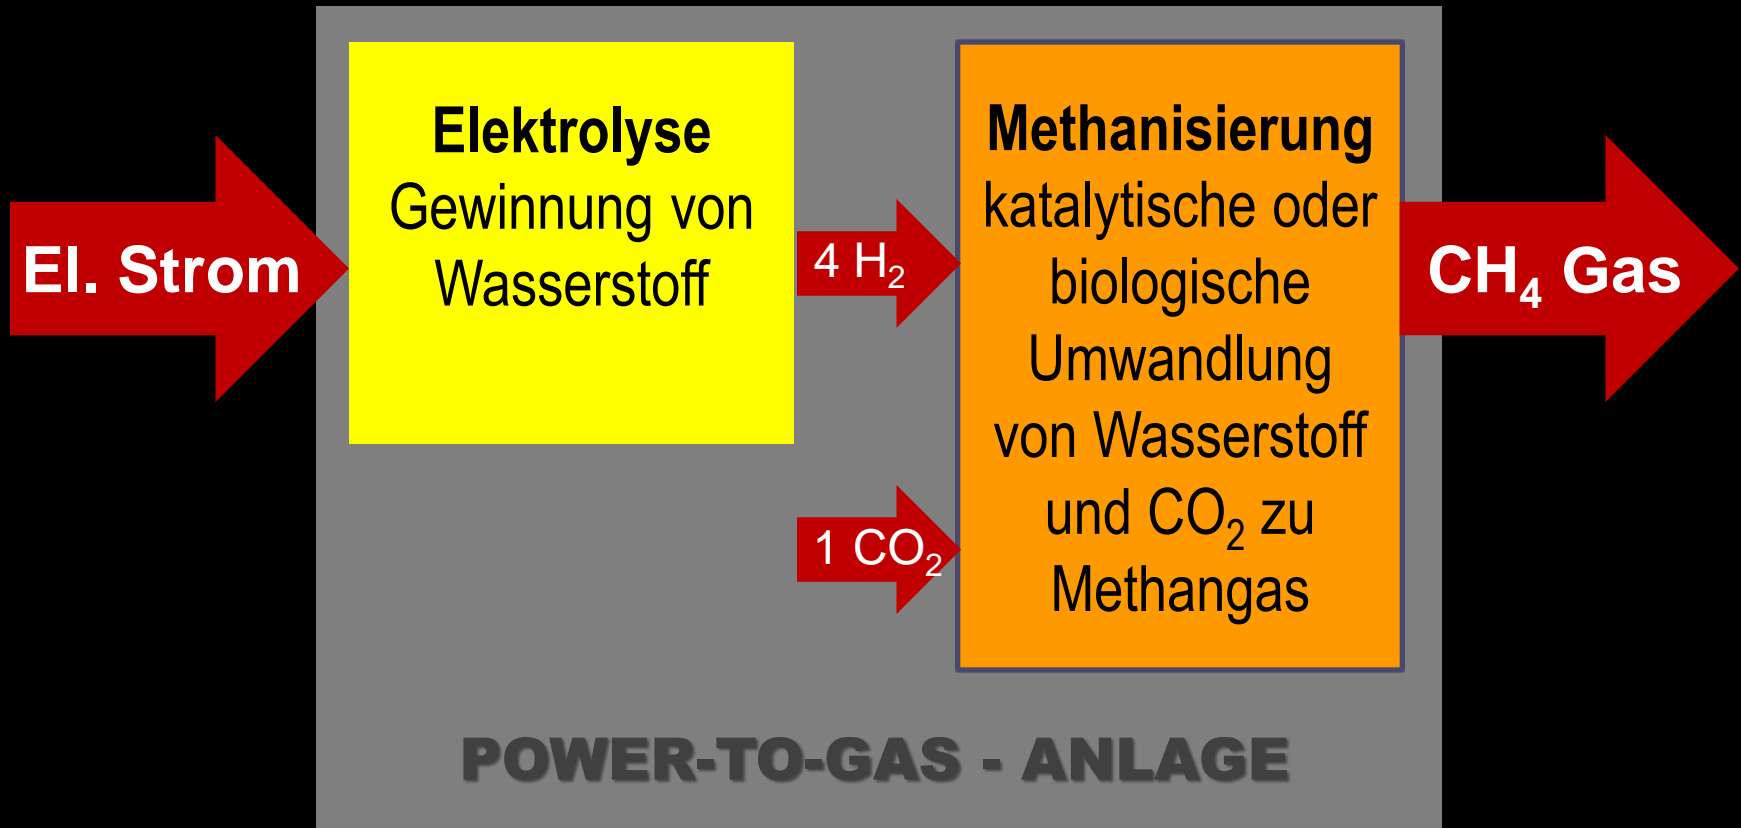 El. Strom
Elektrolyse
Gewinnung von
Wasserstoff
4 H₂
1 CO₂
Methanisierung
katalytische oder
biologische
Umwandlung
von Wasserstoff
und CO₂ zu
Methangas
CH₄ Gas
POWER-TO-GAS - ANLAGE